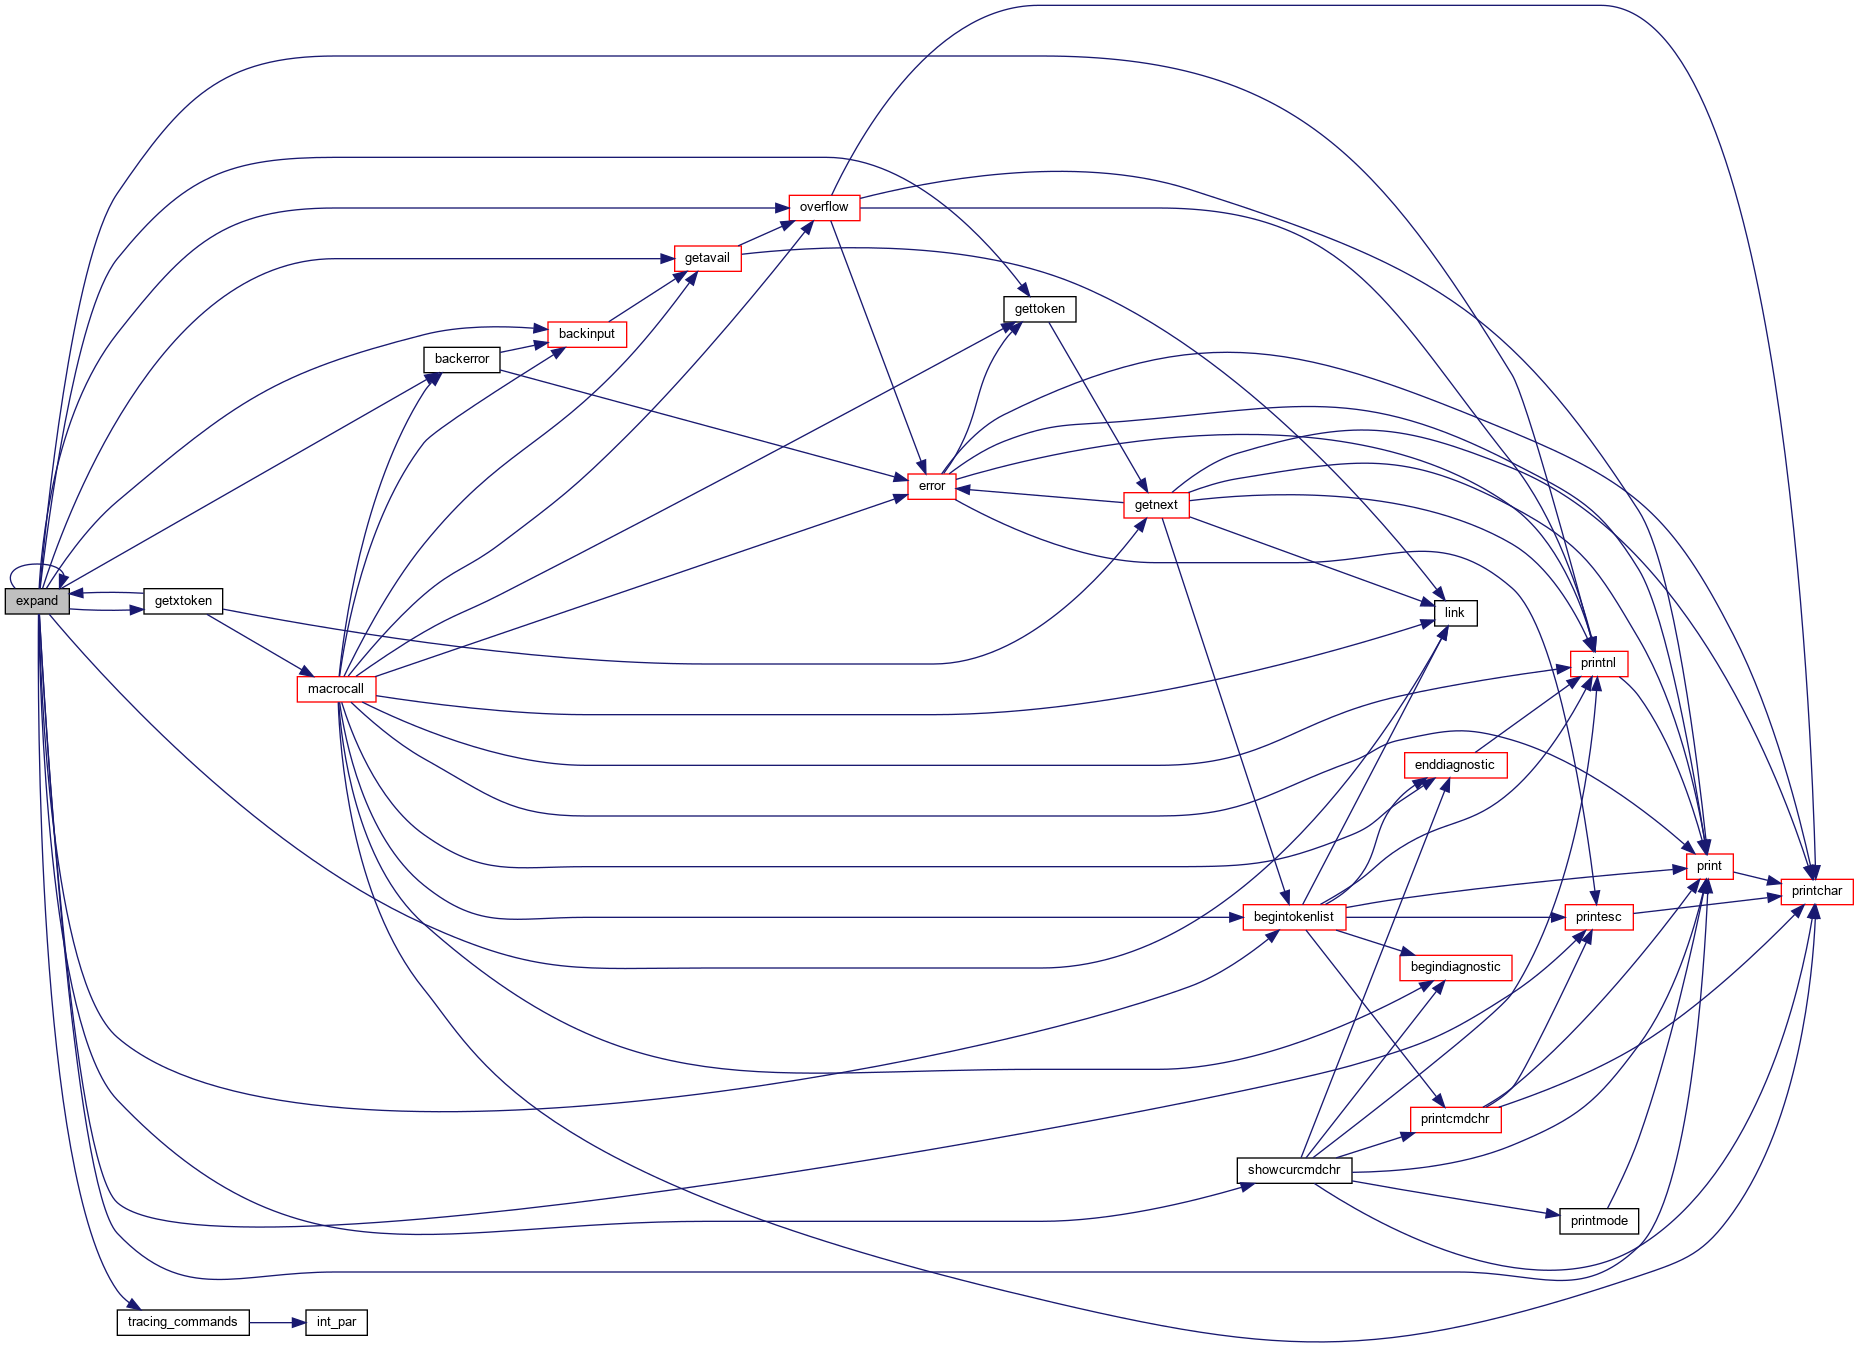 overflow
getavail
gettoken
backinput
backerror
error
getnext
expand
getxtoken
link
printnl
macrocall
enddiagnostic
print
printchar
begintokenlist
printesc
begindiagnostic
printcmdchr
showcurcmdchr
printmode
tracing_commands
int_par